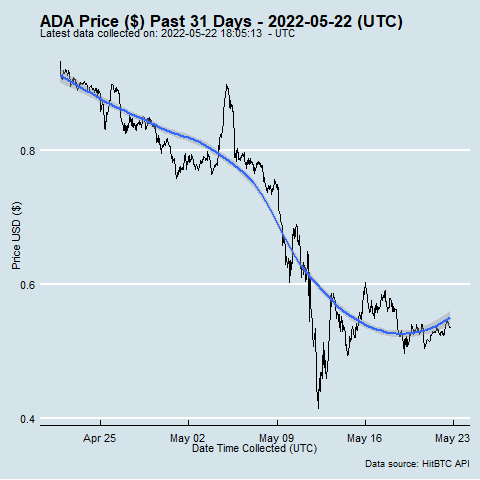 ADA Price ($) Past 31 Days - 2022-05-22 (UTC)
Latest data collected on: 2022-05-22 18:05:13  - UTC
Price USD ($)
0.8
0.6
0.4
Apr 25 May 02 May 09 May 16 May 23
Date Time Collected (UTC)
Data source: HitBTC API